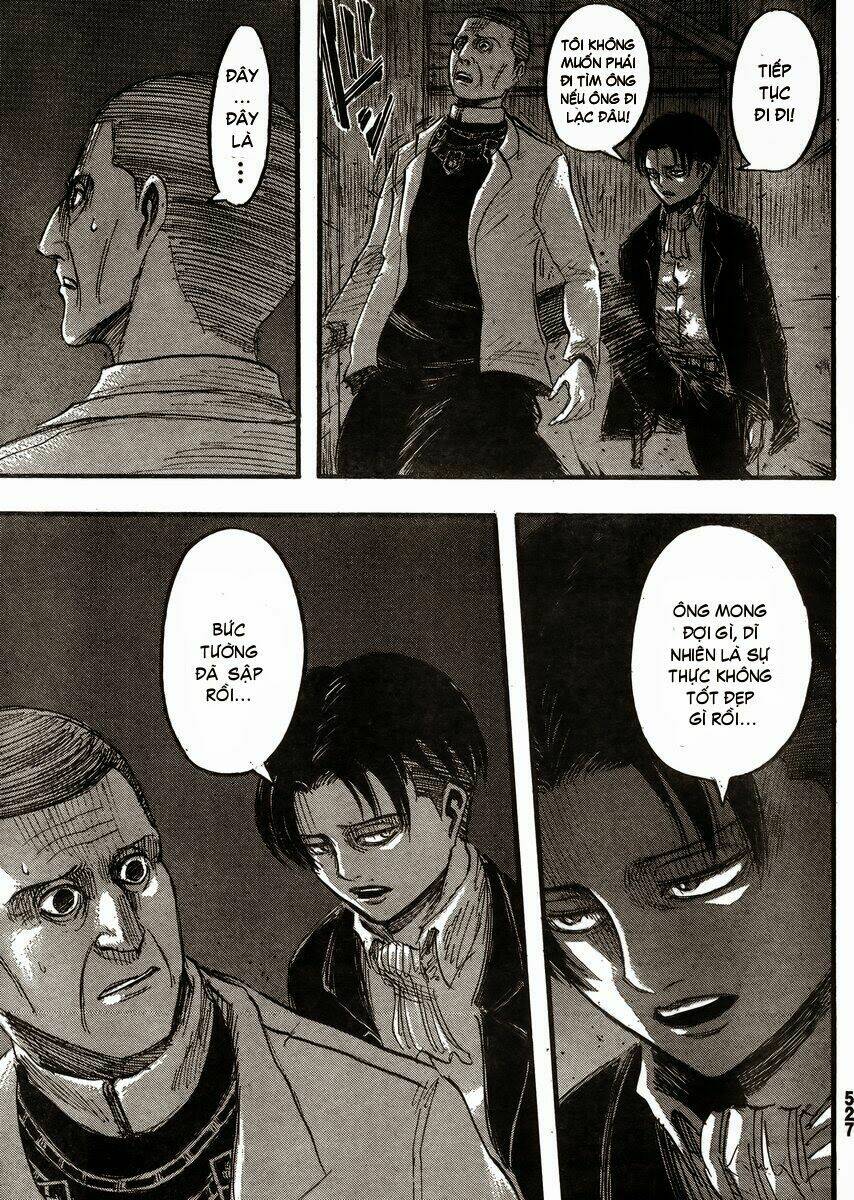 TIẾP
TỤC
ĐI ĐI!
TÔI KHÔNG
MUỐN PHẢI
ĐI TÌM ÔNG
NẾU ÔNG ĐI
LẠC ĐÂU!
ĐÂY
... ĐÂY
LÀ
...
ÔNG MONG
ĐỢI GÌ, DĨ
NHIÊN LÀ SỰ
THỰC KHÔNG
TỐT ĐẸP
GÌ RỒI...
BỨC
TƯỜNG
ĐÃ SẬP
RỒI...
527